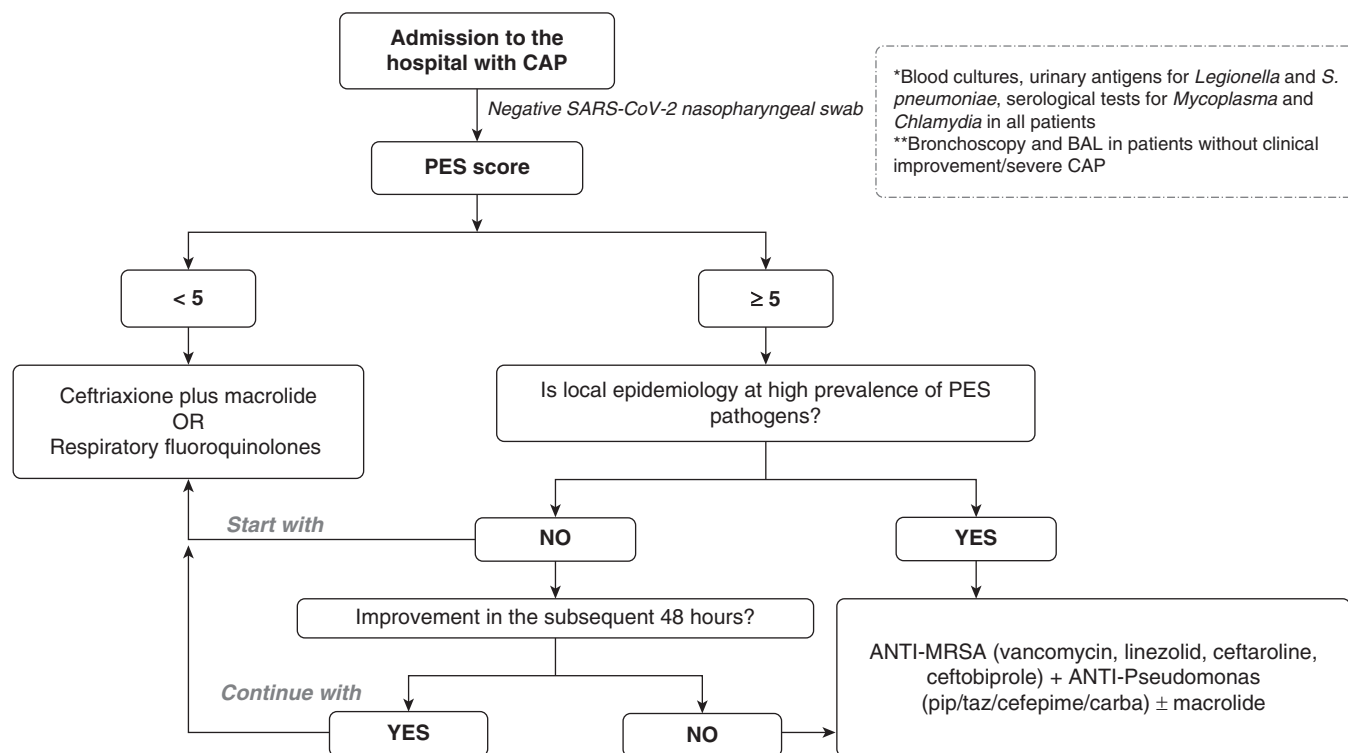 Admission to the
hospital with CAP
*Blood cultures, urinary antigens for Legionella and S.
pneumoniae, serological tests for Mycoplasma and
Chlamydia in all patients
**Bronchoscopy and BAL in patients without clinical
improvement/severe CAP
Negative SARS-CoV-2 nasopharyngeal swab
PES score
< 5
≥ 5
Ceftriaxione plus macrolide
OR
Respiratory fluoroquinolones
Is local epidemiology at high prevalence of PES
pathogens?
Start with
NO
YES
Improvement in the subsequent 48 hours?
ANTI-MRSA (vancomycin, linezolid, ceftaroline,
ceftobiprole) + ANTI-Pseudomonas
(pip/taz/cefepime/carba) ± macrolide
Continue with
YES
NO